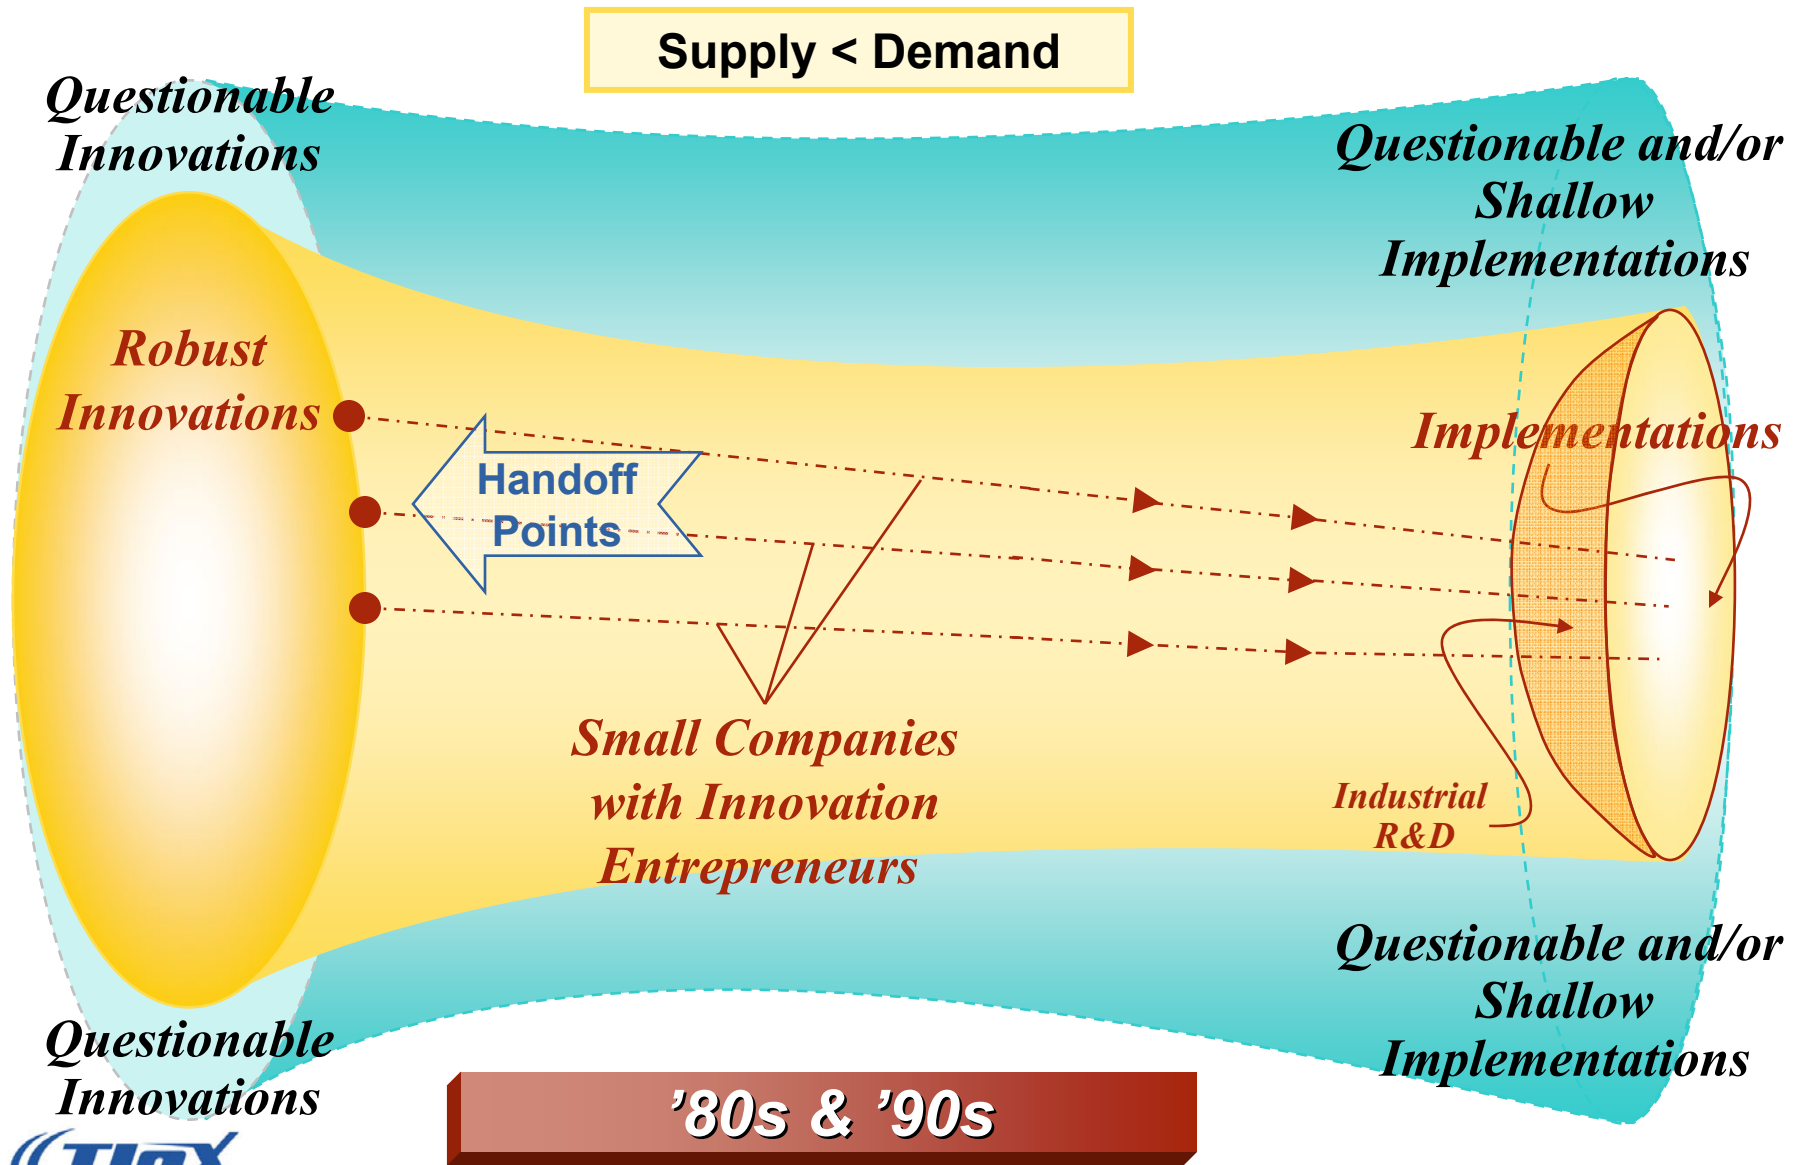 Supply < Demand
Questionable
Innovations
Questionable and/or
Shallow
Implementations
Robust
Innovations
Implementations
Handoff
Points
Small Companies
with Innovation
Entrepreneurs
Industrial
R&D
Questionable and/or
Shallow
Implementations
Questionable
Innovations
’80s & ’90s